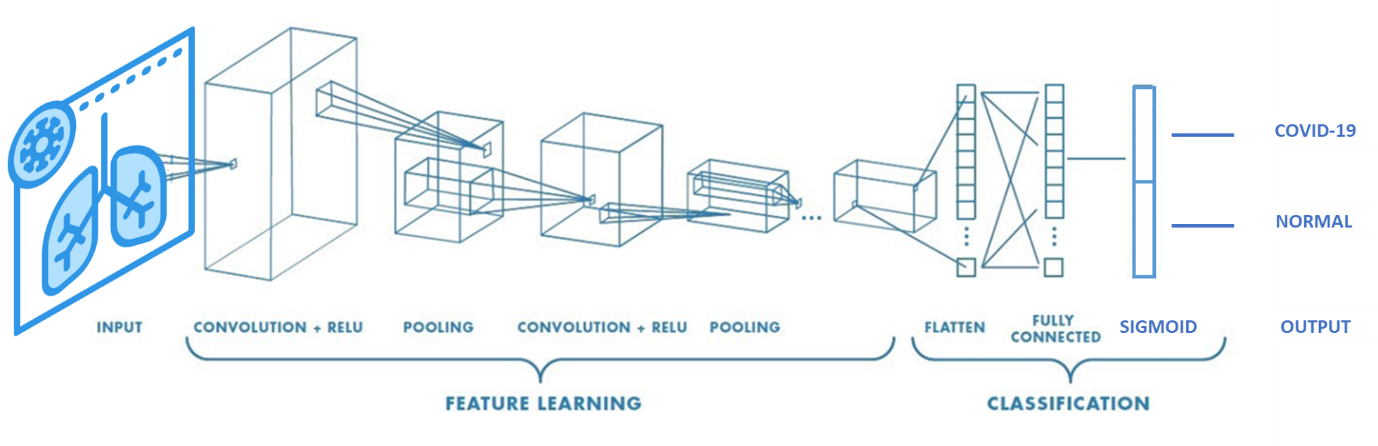 COVID-19
NORMAL
INPUT
CONVOLUTION + RELU
POOLING
CONVOLUTION + RELU
POOLING
...
FLATTEN
FULLY
CONNECTED
SIGMOID
OUTPUT
FEATURE LEARNING
CLASSIFICATION